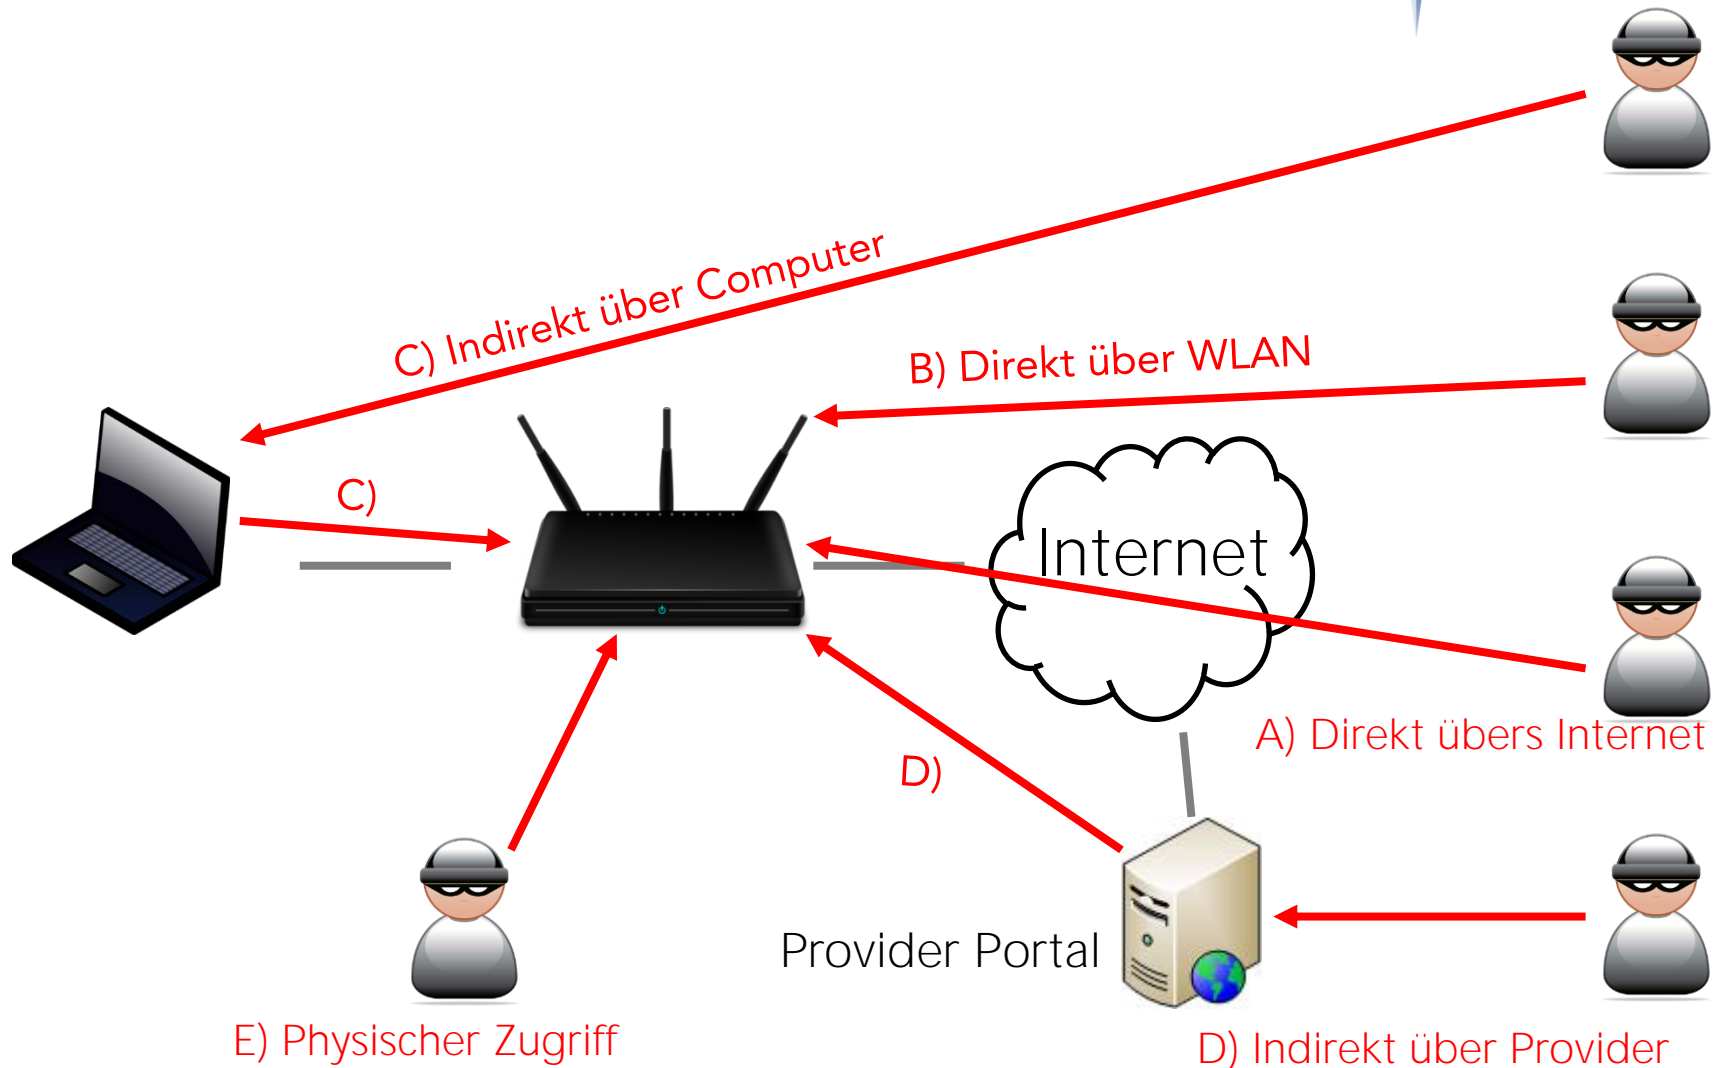 C) Indirekt über Computer
B) Direkt über WLAN
C)
Internet
A) Direkt übers Internet
D)
Provider Portal
E) Physischer Zugriff
D) Indirekt über Provider